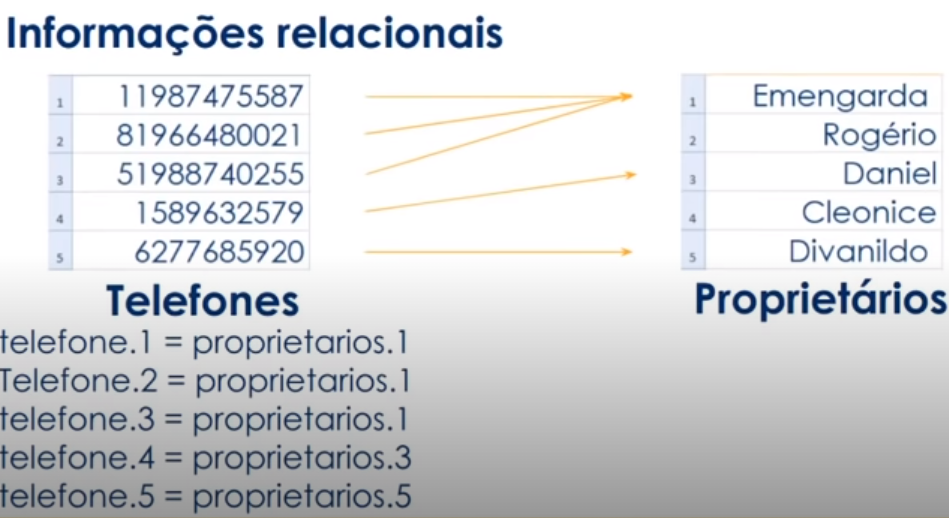 Informações relacionais
1 11987475587
2 81966480021
3 51988740255
4 1589632579
5 6277685920
Telefones
1 Emengarda
2 Rogério
3 Daniel
4 Cleonice
5 Divanildo
Proprietários
telefone.1 = proprietarios.1
Telefone.2 = proprietarios.1
telefone.3 = proprietarios.1
telefone.4 = proprietarios.3
telefone.5 = proprietarios.5